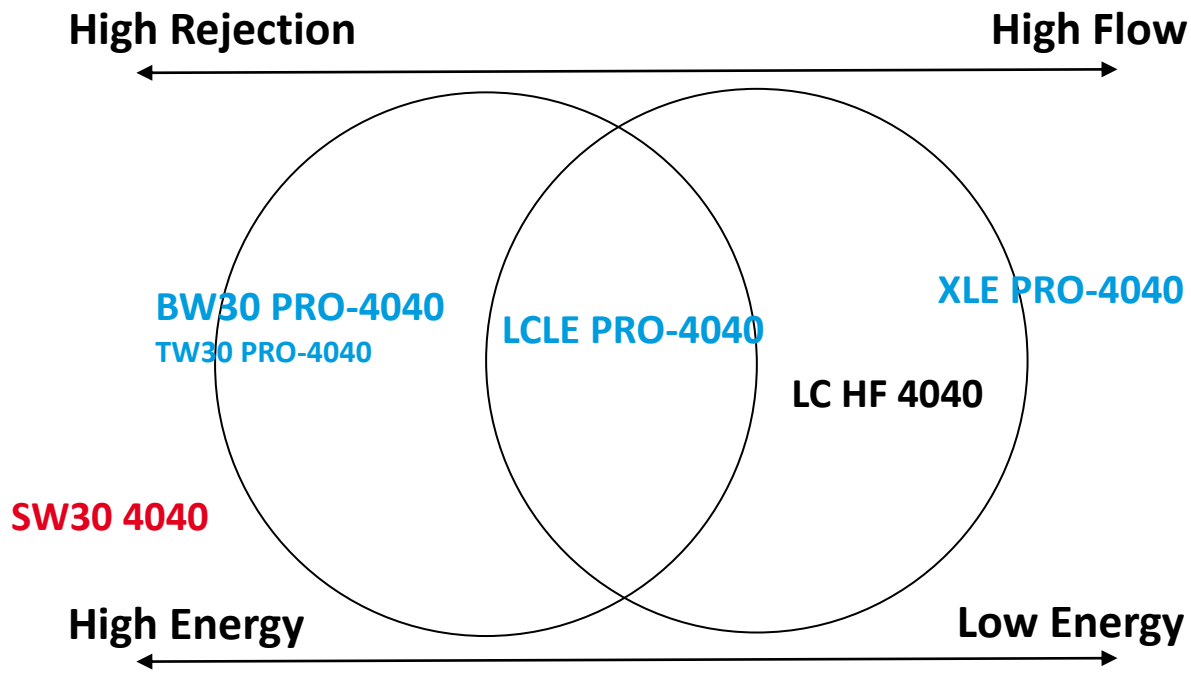 High Rejection
High Flow
BW30 PRO-4040
TW30 PRO-4040
LCLE PRO-4040
XLE PRO-4040
LC HF 4040
SW30 4040
High Energy
Low Energy